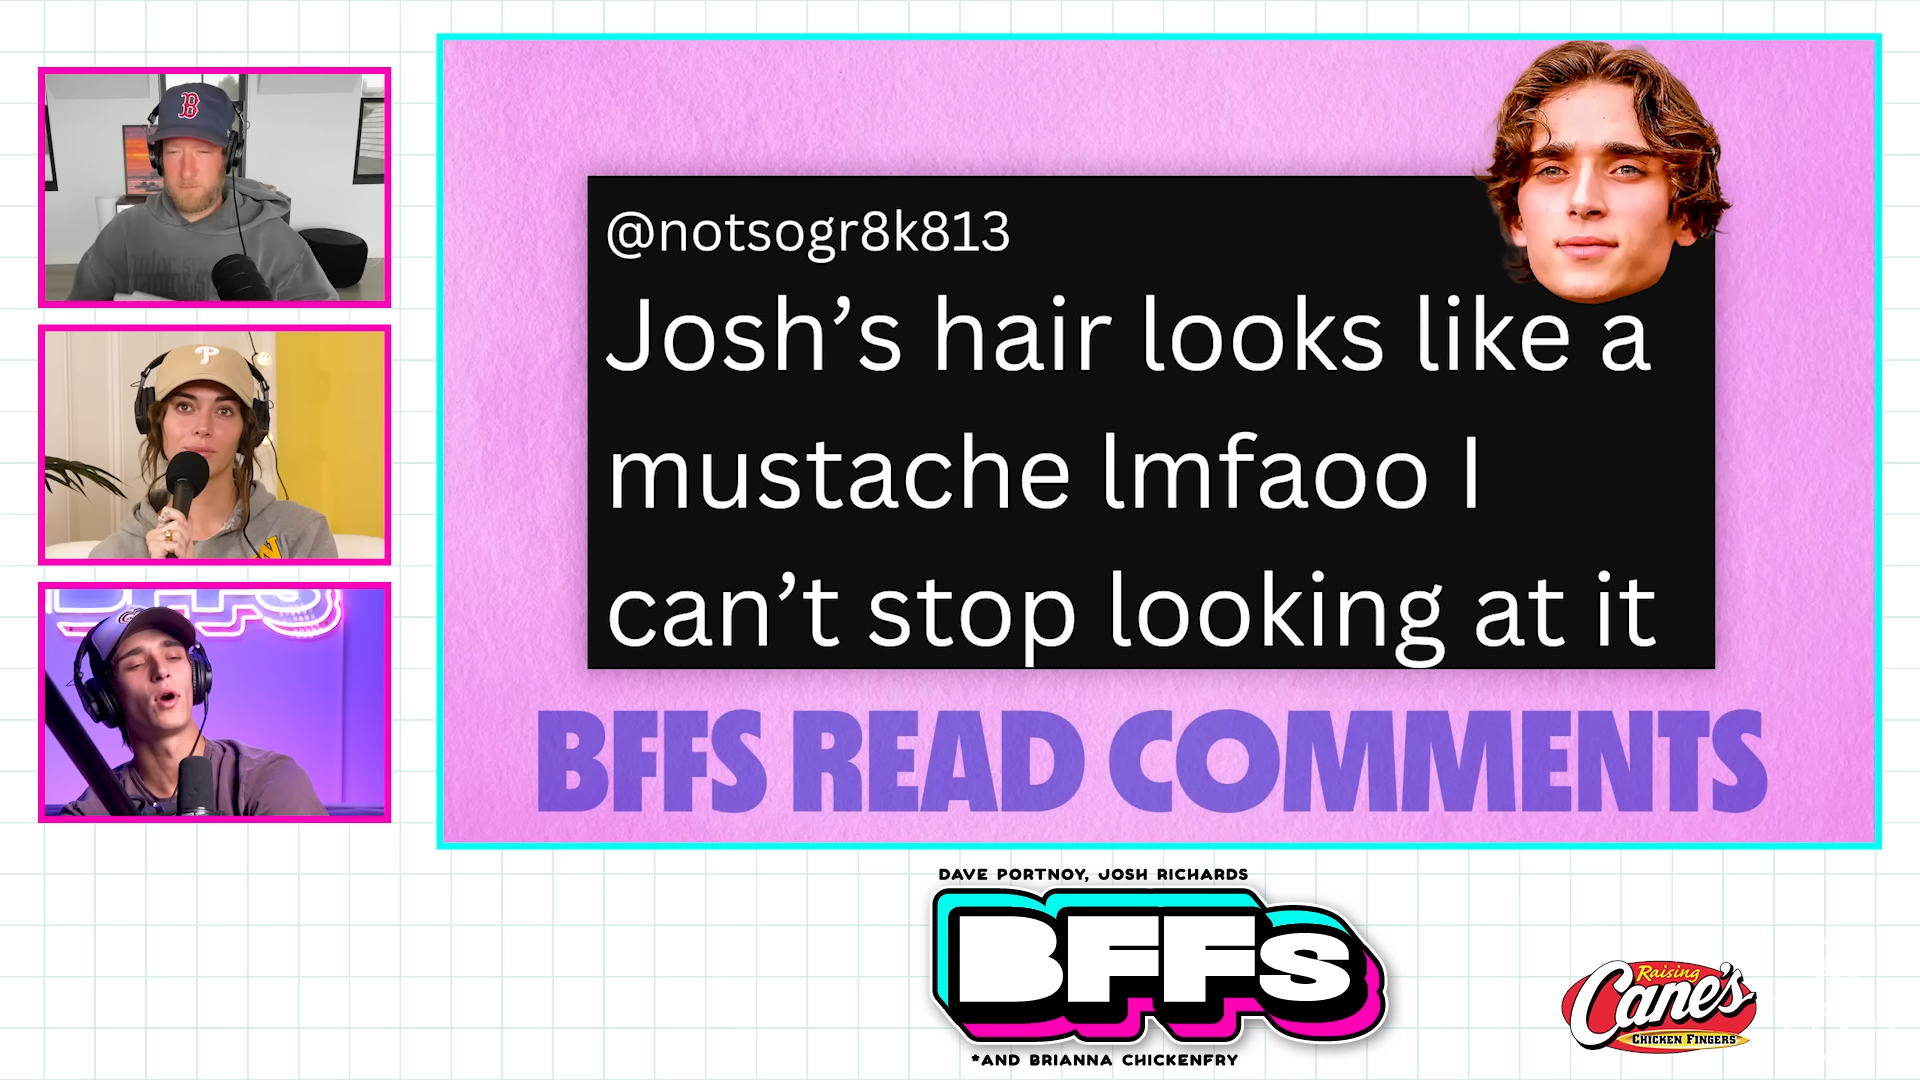 B
P
W
BFFS
@notsogr8k813
Josh’s hair looks like a
mustache lmfaoo I
can’t stop looking at it
BFFS READ COMMENTS
DAVE PORTNOY, JOSH RICHARDS
BFFs
*AND BRIANNA CHICKENFRY
Raising
Cane's
CHICKEN FINGERS